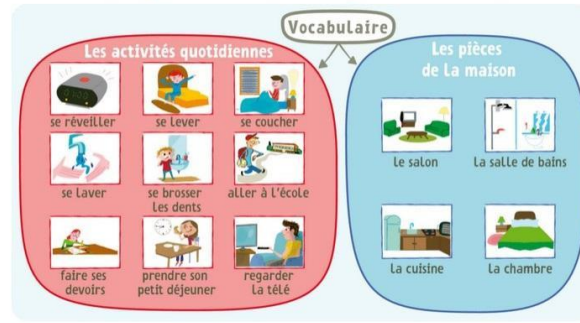 Vocabulaire
Les activités quotidiennes
se réveiller
se lever
se coucher
se laver
se brosser
les dents
aller à l'école
faire ses
devoirs
prendre son
petit déjeuner
regarder
la télé
Les pièces
de la maison
Le salon
La salle de bains
La cuisine
La chambre